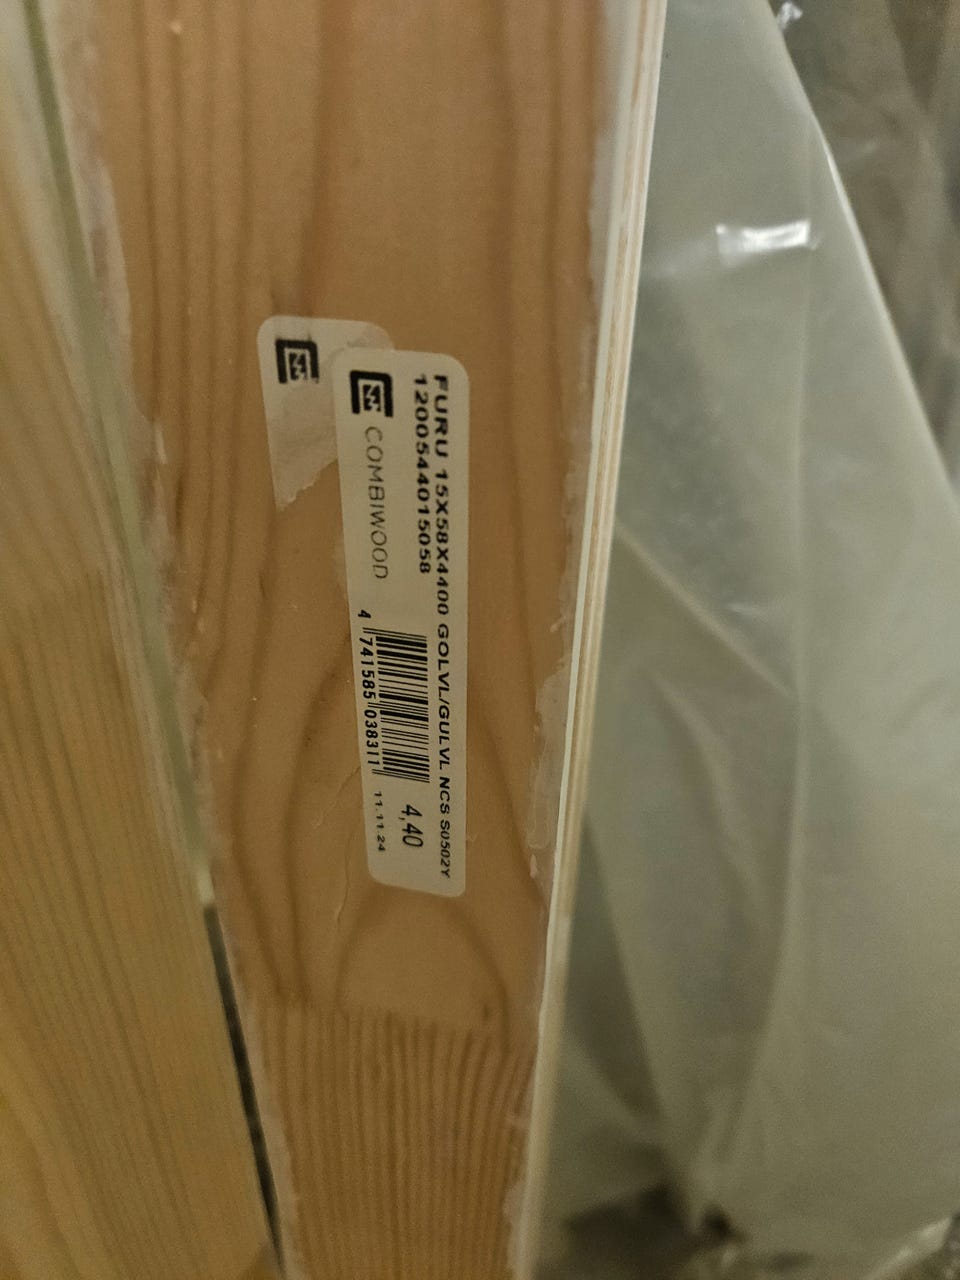 FURU 15X58X4400 GOLVL/GULVL NCS S0502Y
1200544015058
COMBIWOOD
4 741585 038311
4,40
11.11.24